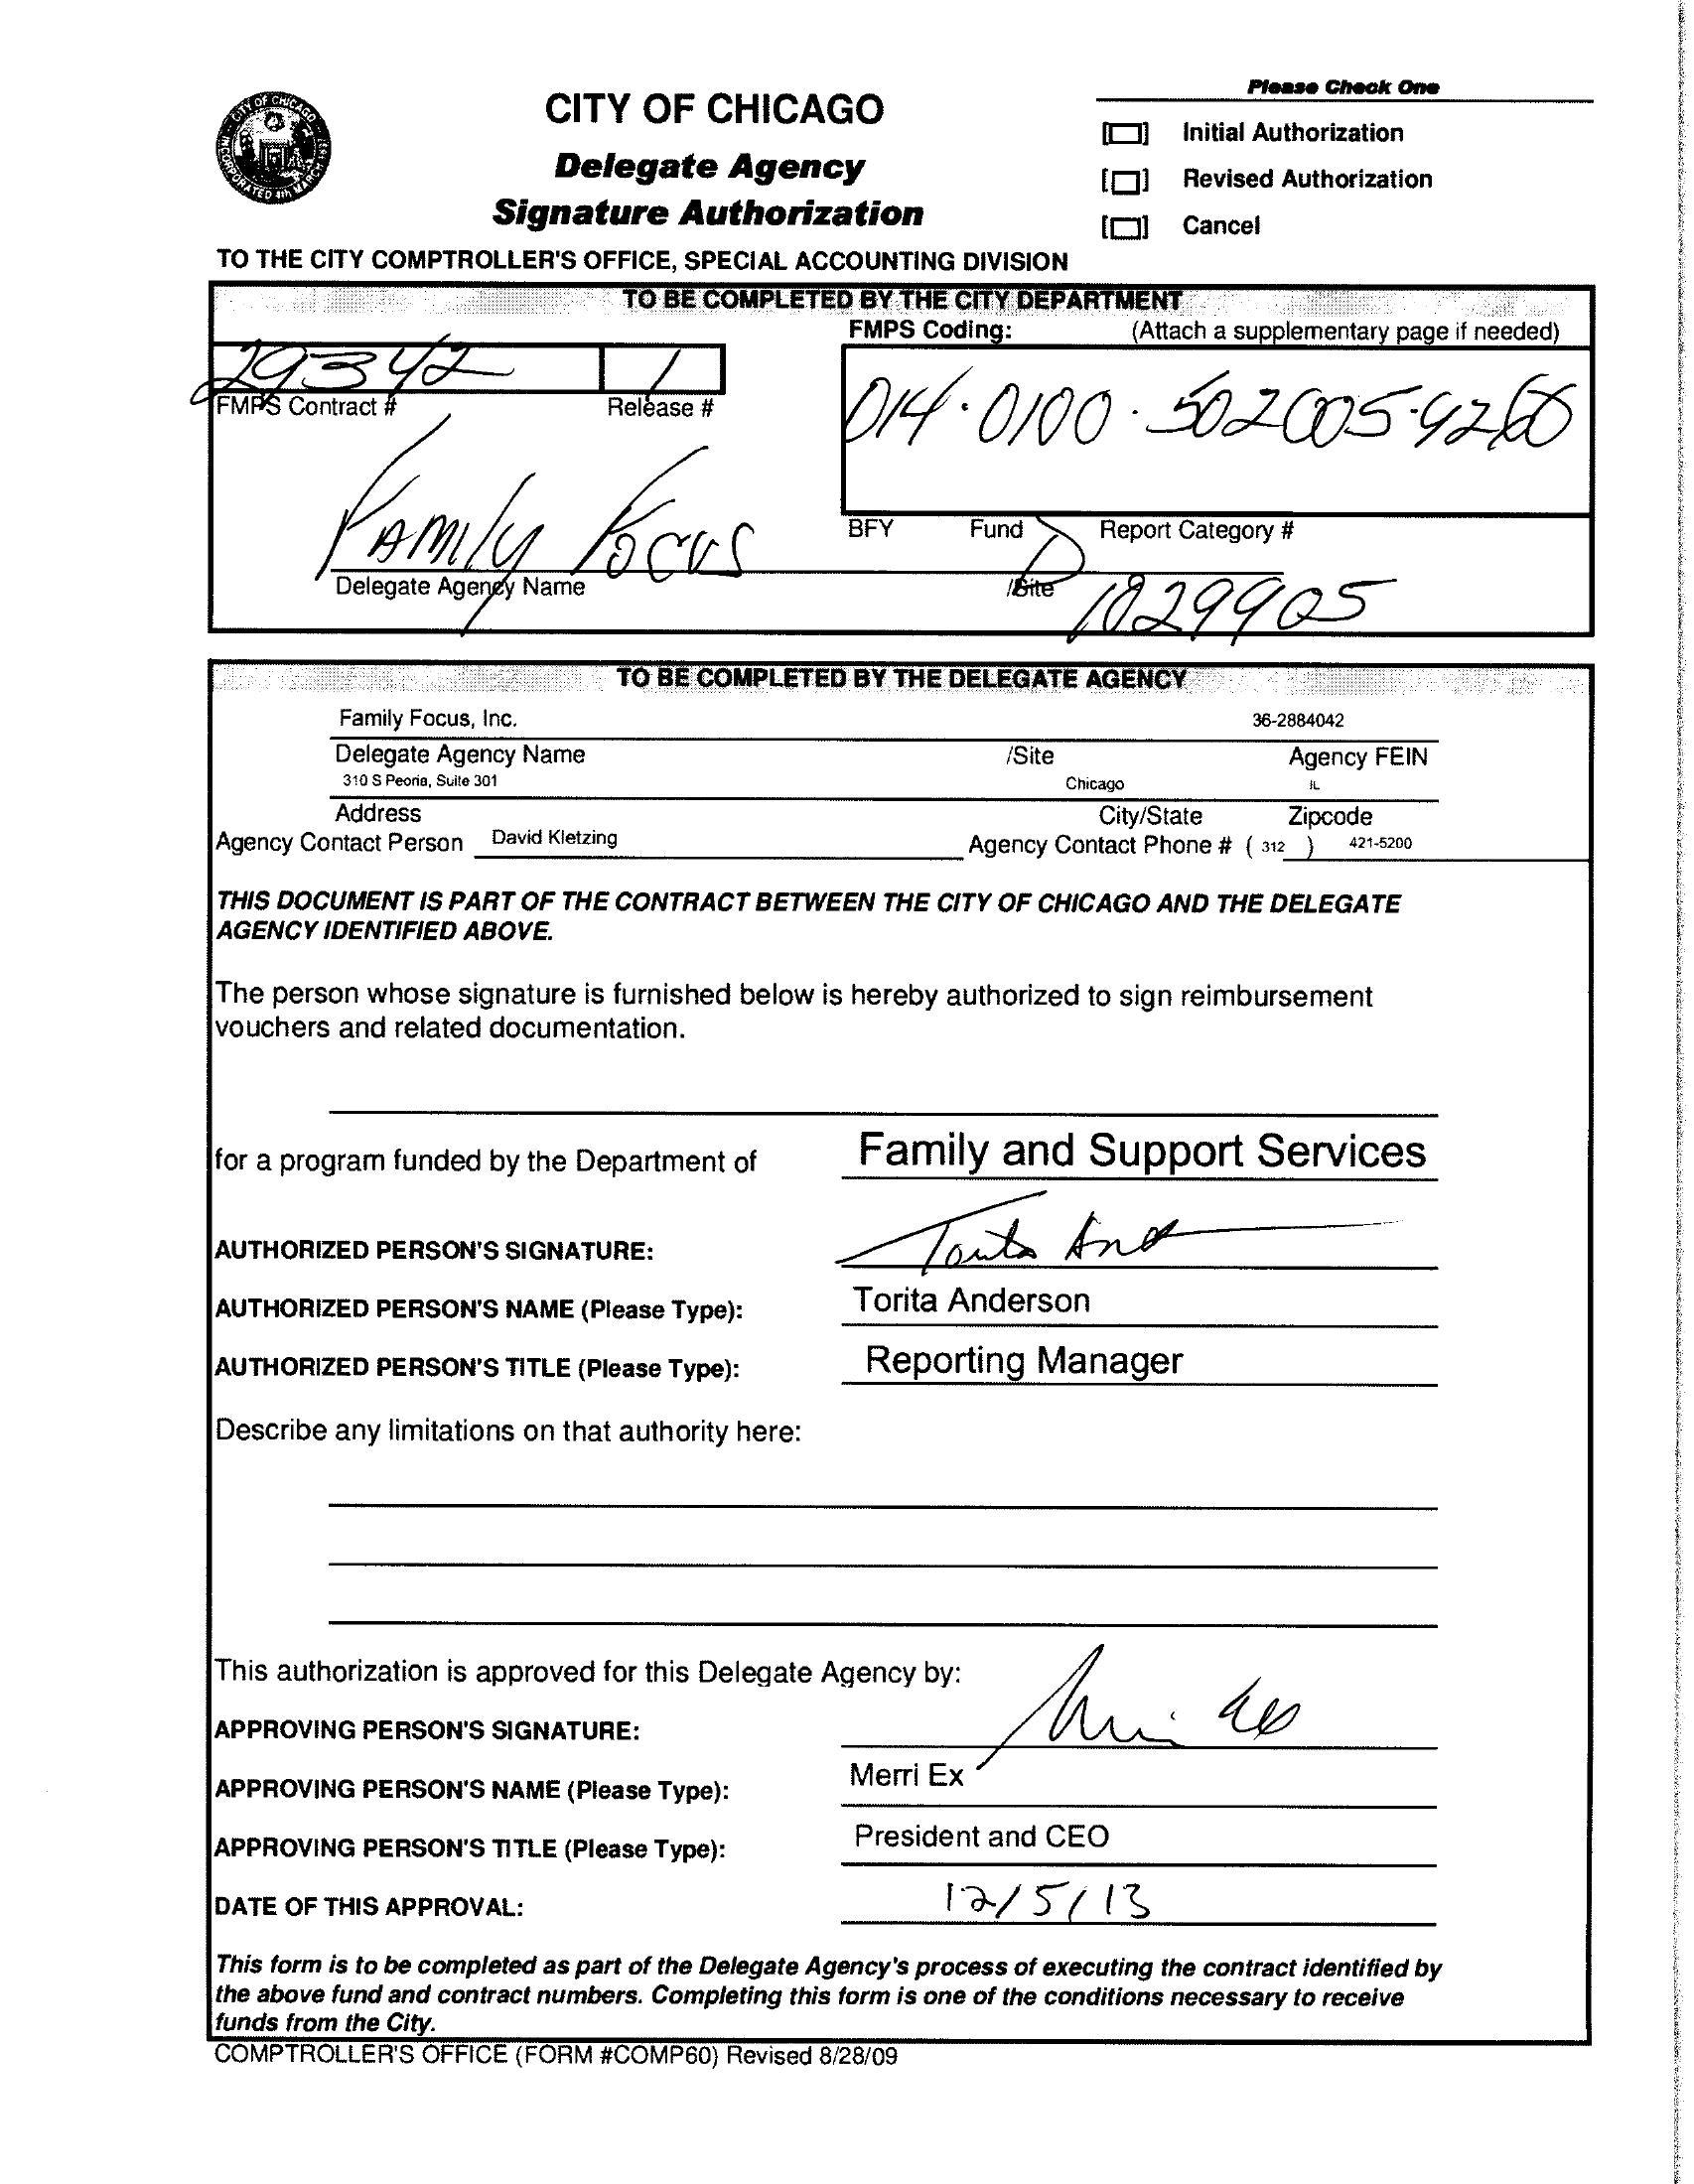 Please Check One
CITY OF CHICAGO
Delegate Agency
Signature Authorization
[ ] Initial Authorization
[ ] Revised Authorization
[ ] Cancel
TO THE CITY COMPTROLLER'S OFFICE, SPECIAL ACCOUNTING DIVISION
TO BE COMPLETED BY THE CITY DEPARTMENT
FMPS Coding: (Attach a supplementary page if needed)
29342 1
FMPS Contract # Release #
014·0100·5022005·9260
BFY Fund Report Category #
Family Focus
Delegate Agency Name /Site
1029905
TO BE COMPLETED BY THE DELEGATE AGENCY
Family Focus, Inc. 36-2884042
Delegate Agency Name /Site Agency FEIN
310 S Peoria, Suite 301 Chicago IL
Address City/State Zipcode
Agency Contact Person David Kletzing Agency Contact Phone # ( 312 ) 421-5200
THIS DOCUMENT IS PART OF THE CONTRACT BETWEEN THE CITY OF CHICAGO AND THE DELEGATE
AGENCY IDENTIFIED ABOVE.
The person whose signature is furnished below is hereby authorized to sign reimbursement
vouchers and related documentation.
for a program funded by the Department of Family and Support Services
AUTHORIZED PERSON'S SIGNATURE:
AUTHORIZED PERSON'S NAME (Please Type): Torita Anderson
AUTHORIZED PERSON'S TITLE (Please Type): Reporting Manager
Describe any limitations on that authority here:
This authorization is approved for this Delegate Agency by:
APPROVING PERSON'S SIGNATURE:
APPROVING PERSON'S NAME (Please Type): Merri Ex
APPROVING PERSON'S TITLE (Please Type): President and CEO
DATE OF THIS APPROVAL: 12/5/13
This form is to be completed as part of the Delegate Agency's process of executing the contract identified by
the above fund and contract numbers. Completing this form is one of the conditions necessary to receive
funds from the City.
COMPTROLLER'S OFFICE (FORM #COMP60) Revised 8/28/09